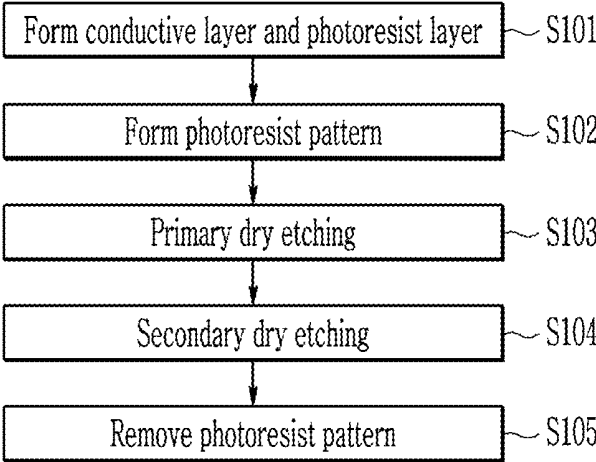 Form conductive layer and photoresist layer S101
Form photoresist pattern S102
Primary dry etching S103
Secondary dry etching S104
Remove photoresist pattern S105